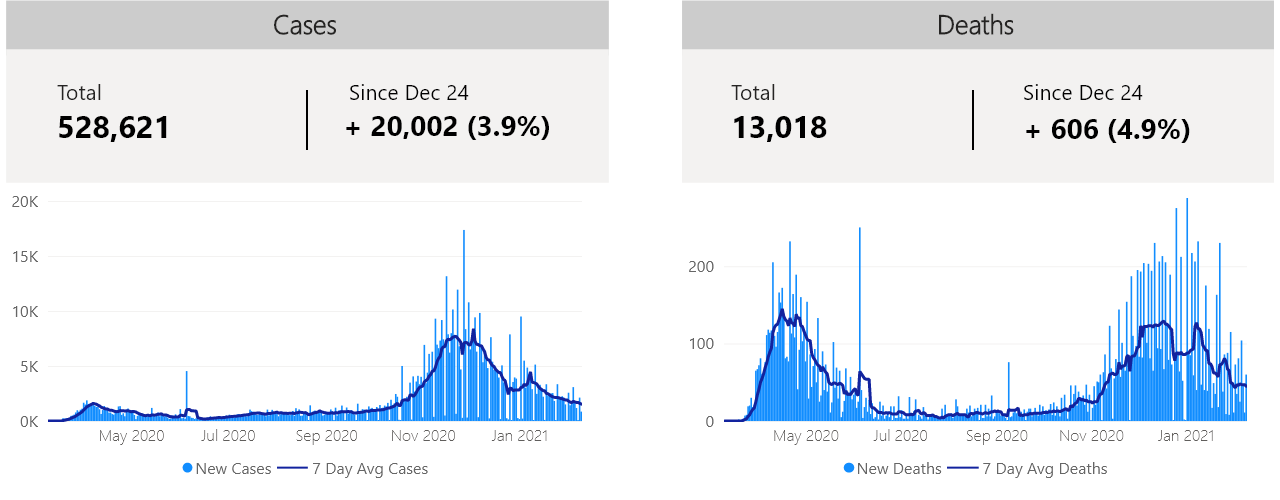 Cases
Total
528,621
Since Dec 24
+ 20,002 (3.9%)
20K
15K
10K
5K
0K
May 2020
Jul 2020
Sep 2020
Nov 2020
Jan 2021
New Cases
7 Day Avg Cases
Deaths
Total
13,018
Since Dec 24
+ 606 (4.9%)
200
100
0
May 2020
Jul 2020
Sep 2020
Nov 2020
Jan 2021
New Deaths
7 Day Avg Deaths